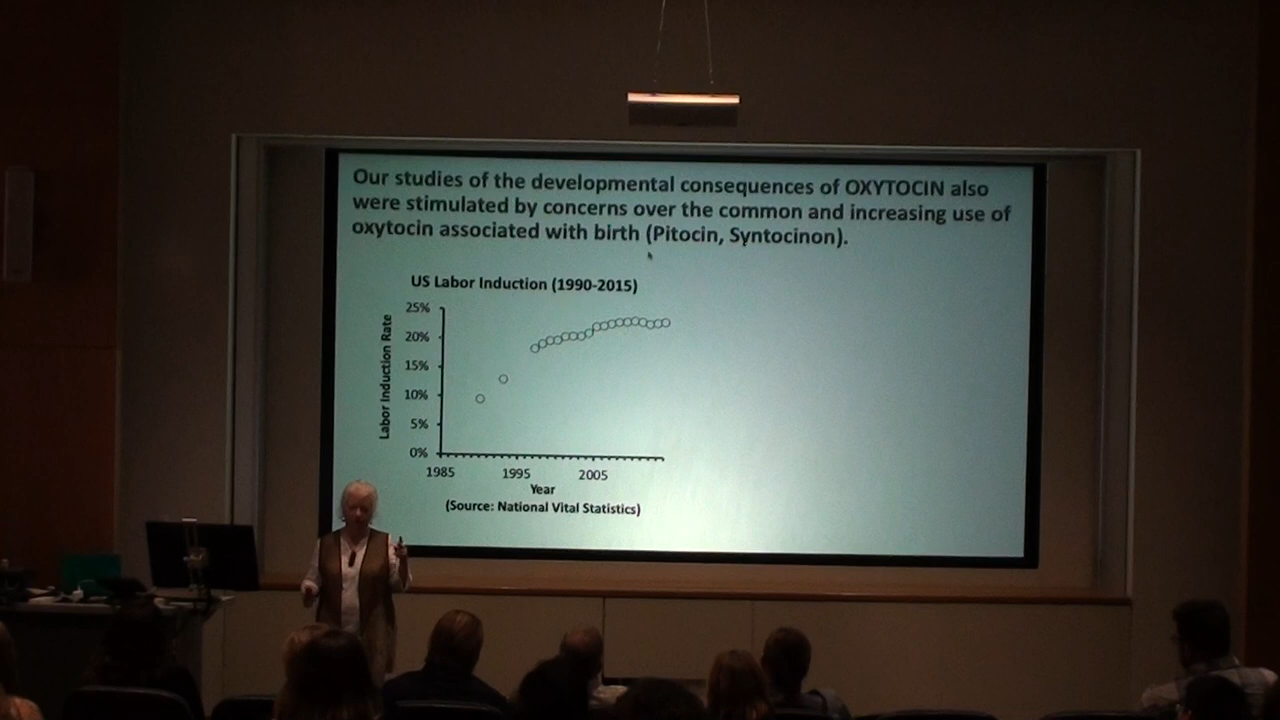 Our studies of the developmental consequences of OXYTOCIN also
were stimulated by concerns over the common and increasing use of
oxytocin associated with birth (Pitocin, Syntocinon).
US Labor Induction (1990-2015)
Labor Induction Rate
25%
20%
15%
10%
5%
0%
1985 1995 2005
Year
(Source: National Vital Statistics)